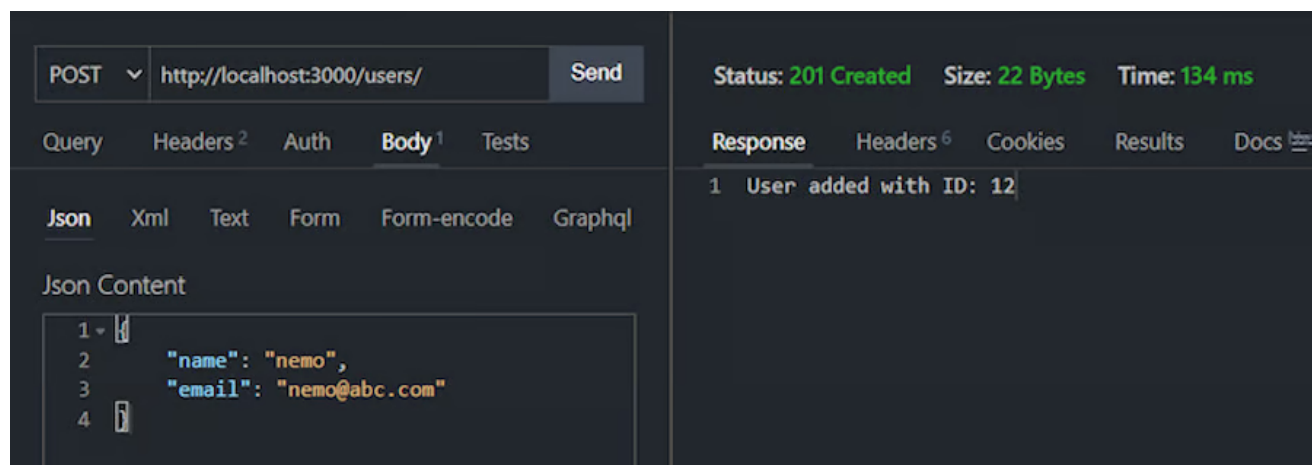 POST http://localhost:3000/users/ Send
Query Headers 2 Auth Body 1 Tests
Json Xml Text Form Form-encode Graphql
Json Content
1 {
2 "name": "nemo",
3 "email": "nemo@abc.com"
4 }
Status: 201 Created Size: 22 Bytes Time: 134 ms
Response Headers 6 Cookies Results Docs
1 User added with ID: 12